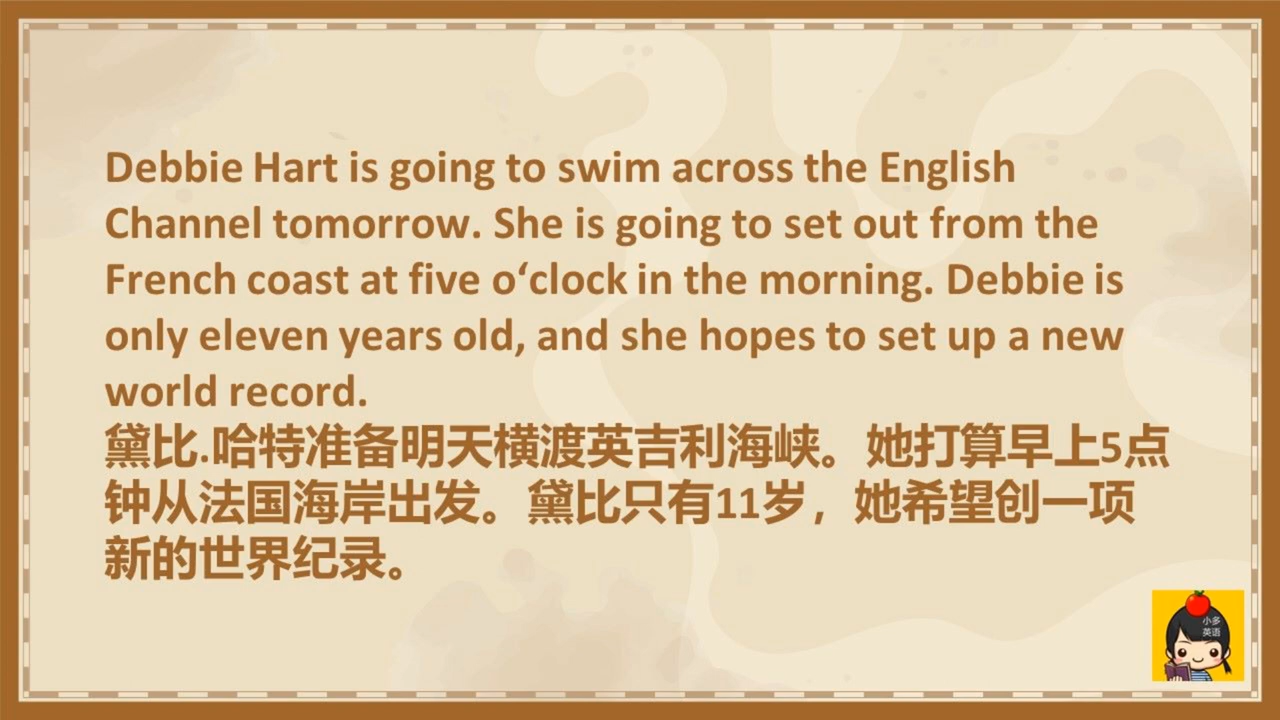 Debbie Hart is going to swim across the English
Channel tomorrow. She is going to set out from the
French coast at five o‘clock in the morning. Debbie is
only eleven years old, and she hopes to set up a new
world record.
黛比.哈特准备明天横渡英吉利海峡。她打算早上5点
钟从法国海岸出发。黛比只有11岁，她希望创一项
新的世界纪录。
小多
英语